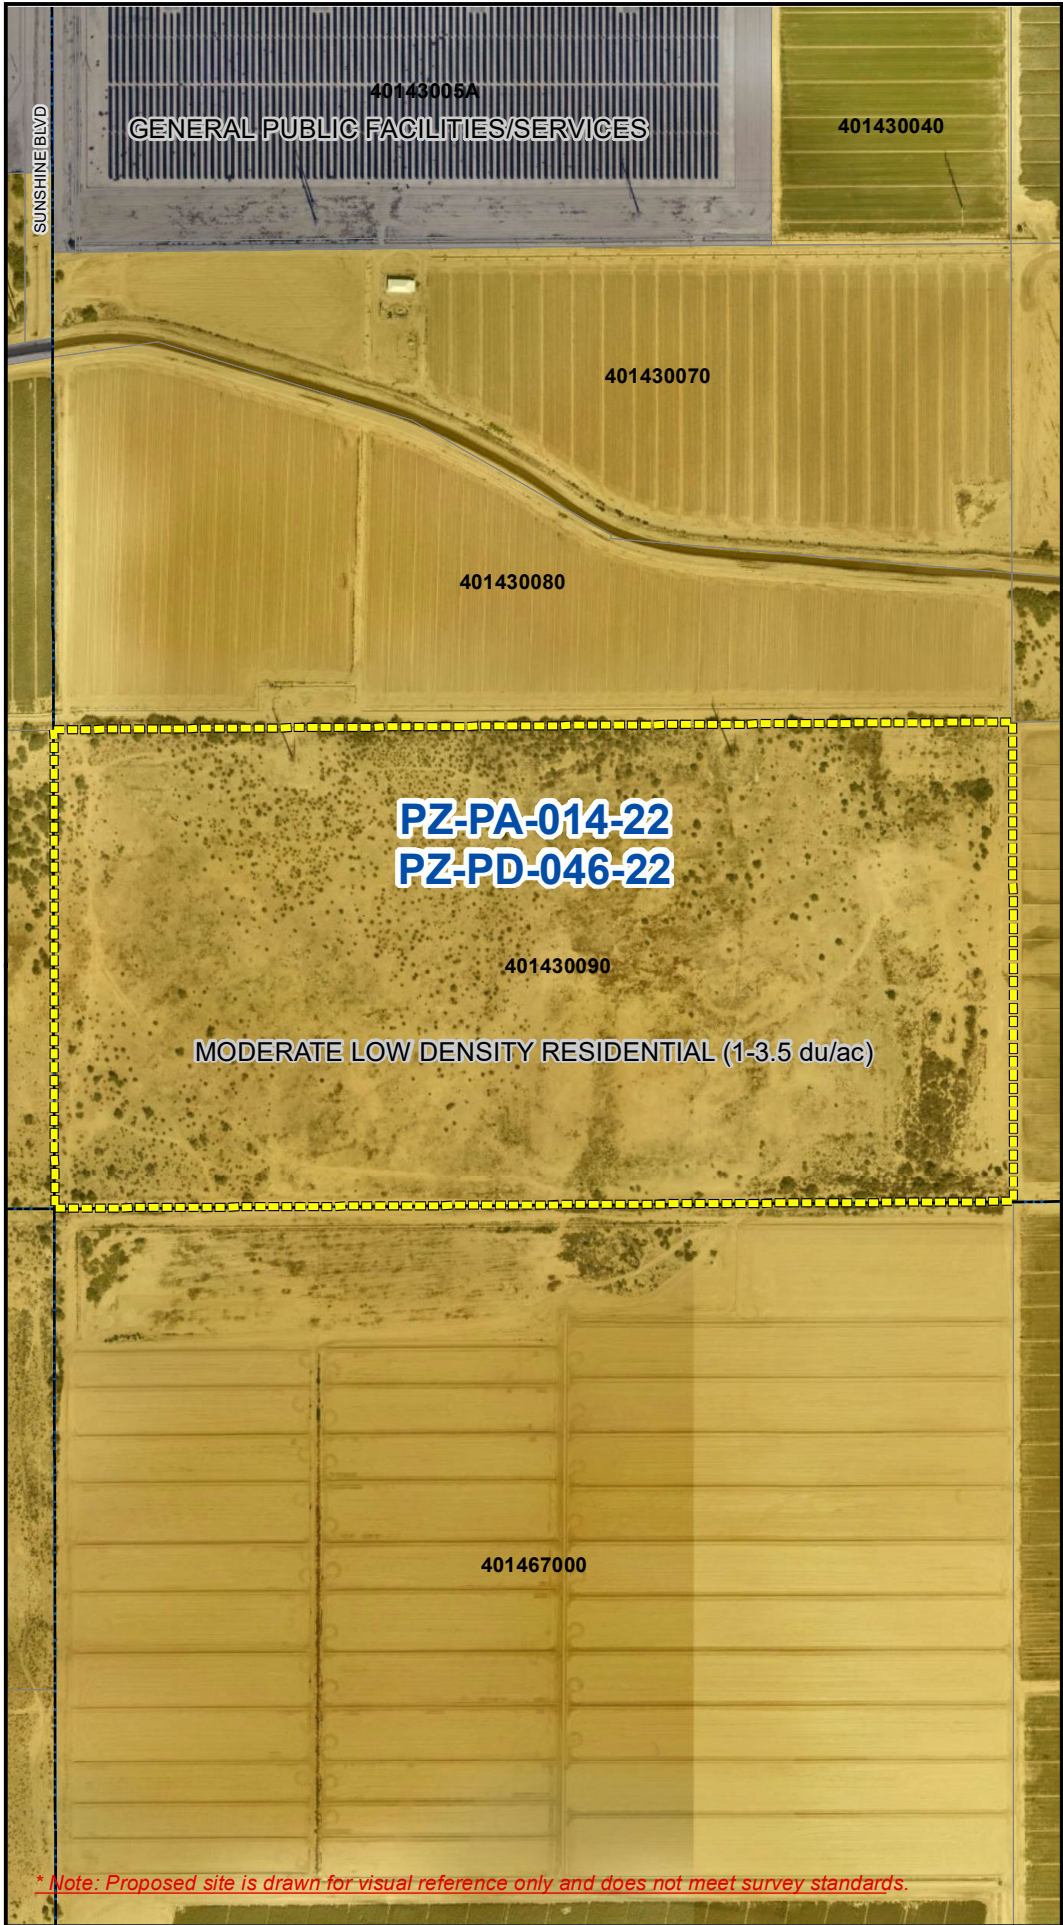 40143005A
GENERAL PUBLIC FACILITIES/SERVICES
401430040
SUNSHINE BLVD
401430070
401430080
PZ-PA-014-22
PZ-PD-046-22
401430090
MODERATE LOW DENSITY RESIDENTIAL (1-3.5 du/ac)
401467000
* Note: Proposed site is drawn for visual reference only and does not meet survey standards.